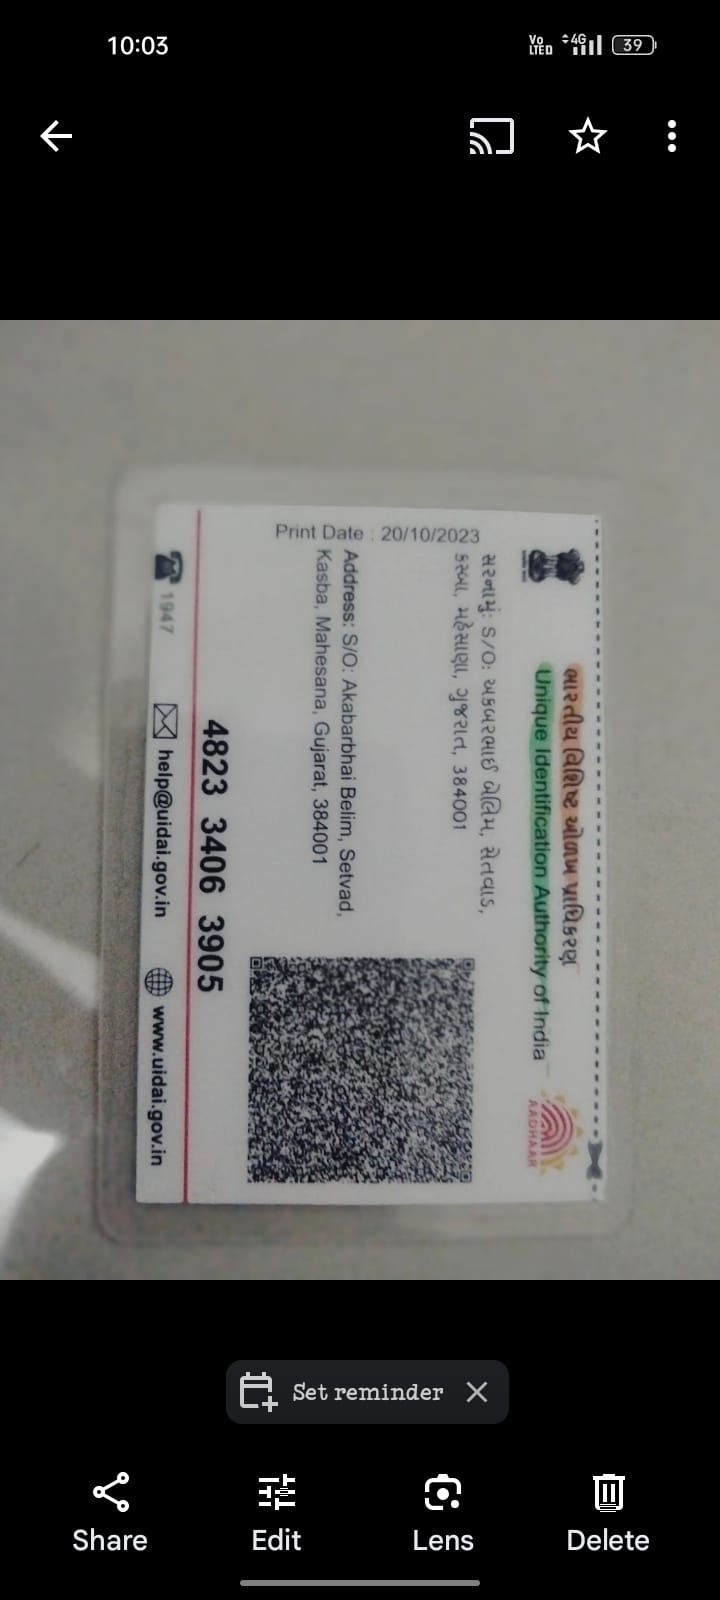 10:03
Vo
LTED
4G
39
ભારતીય વિશિષ્ટ ઓળખ પ્રાધિકરણ
Unique Identification Authority of India
AADHAAR
Print Date : 20/10/2023
સરનામું: S/O: અકબરભાઈ બેલિમ, સેતવાડ,
કસ્બા, મહેસાણા, ગુજરાત, 384001
Address: S/O: Akabarbhai Belim, Setvad,
Kasba, Mahesana, Gujarat, 384001
4823 3406 3905
1947
help@uidai.gov.in
www.uidai.gov.in
Set reminder
Share
Edit
Lens
Delete